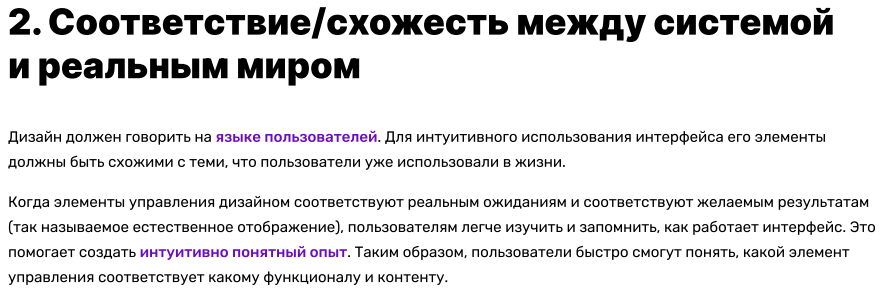 2. Соответствие/схожесть между системой
и реальным миром
Дизайн должен говорить на языке пользователей. Для интуитивного использования интерфейса его элементы
должны быть схожими с теми, что пользователи уже использовали в жизни.
Когда элементы управления дизайном соответствуют реальным ожиданиям и соответствуют желаемым результатам
(так называемое естественное отображение), пользователям легче изучить и запомнить, как работает интерфейс. Это
помогает создать интуитивно понятный опыт. Таким образом, пользователи быстро смогут понять, какой элемент
управления соответствует какому функционалу и контенту.